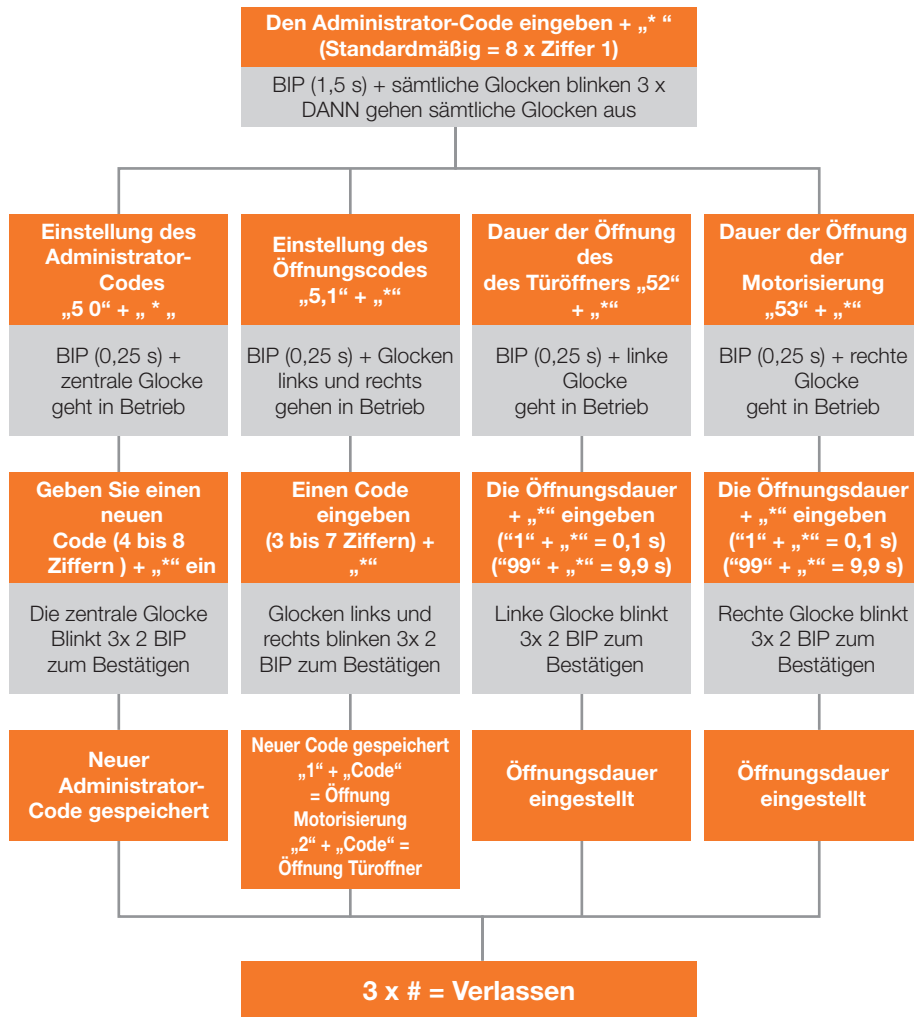 Den Administrator-Code eingeben + „* “
(Standardmäßig = 8 x Ziffer 1)
BIP (1,5 s) + sämtliche Glocken blinken 3 x
DANN gehen sämtliche Glocken aus
Einstellung des
Administrator-
Codes
„5 0“ + „ * „
BIP (0,25 s) +
zentrale Glocke
geht in Betrieb
Geben Sie einen
neuen
Code (4 bis 8
Ziffern ) + „*“ ein
Die zentrale Glocke
Blinkt 3x 2 BIP
zum Bestätigen
Neuer
Administrator-
Code gespeichert
Einstellung des
Öffnungscodes
„5,1“ + „*“
BIP (0,25 s) + Glocken
links und rechts
gehen in Betrieb
Einen Code
eingeben
(3 bis 7 Ziffern) +
„*“
Glocken links und
rechts blinken 3x 2
BIP zum Bestätigen
Neuer Code gespeichert
„1“ + „Code“
= Öffnung
Motorisierung
„2“ + „Code“ =
Öffnung Türoffner
Dauer der Öffnung
des
des Türöffners „52“
+ „*“
BIP (0,25 s) + linke
Glocke
geht in Betrieb
Die Öffnungsdauer
+ „*“ eingeben
(“1“ + „*“ = 0,1 s)
(“99“ + „*“ = 9,9 s)
Linke Glocke blinkt
3x 2 BIP zum
Bestätigen
Öffnungsdauer
eingestellt
Dauer der Öffnung
der
Motorisierung
„53“ + „*“
BIP (0,25 s) + rechte
Glocke
geht in Betrieb
Die Öffnungsdauer
+ „*“ eingeben
(“1“ + „*“ = 0,1 s)
(“99“ + „*“ = 9,9 s)
Rechte Glocke blinkt
3x 2 BIP zum
Bestätigen
Öffnungsdauer
eingestellt
3 x # = Verlassen